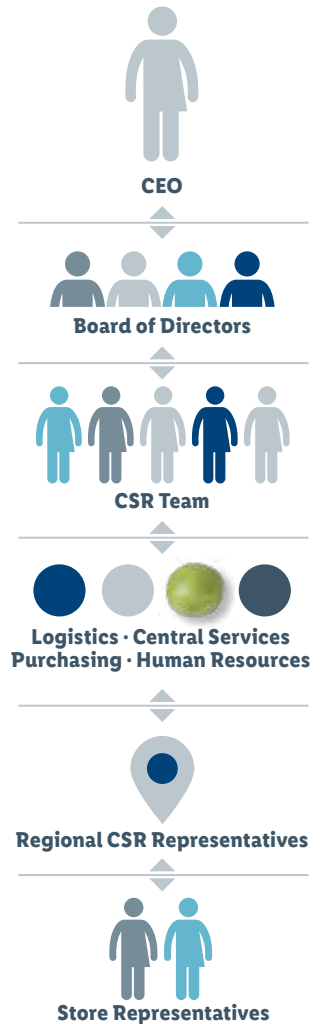 CEO
Board of Directors
CSR Team
Logistics · Central Services
Purchasing · Human Resources
Regional CSR Representatives
Store Representatives